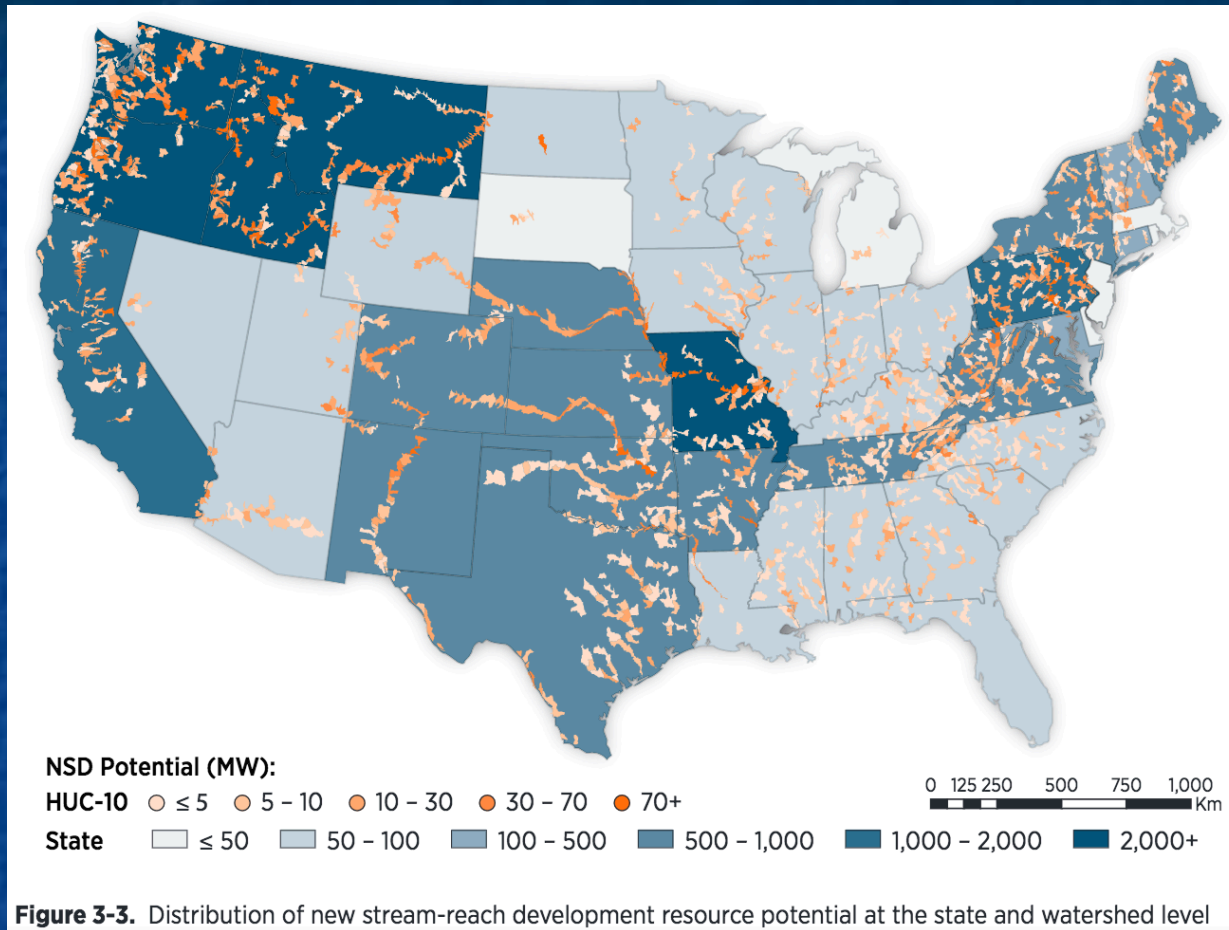 NSD Potential (MW):
HUC-10 ≤ 5 5 – 10 10 – 30 30 – 70 70+
0 125 250 500 750 1,000
Km
State ≤ 50 50 – 100 100 – 500 500 – 1,000 1,000 – 2,000 2,000+
Figure 3-3. Distribution of new stream-reach development resource potential at the state and watershed level